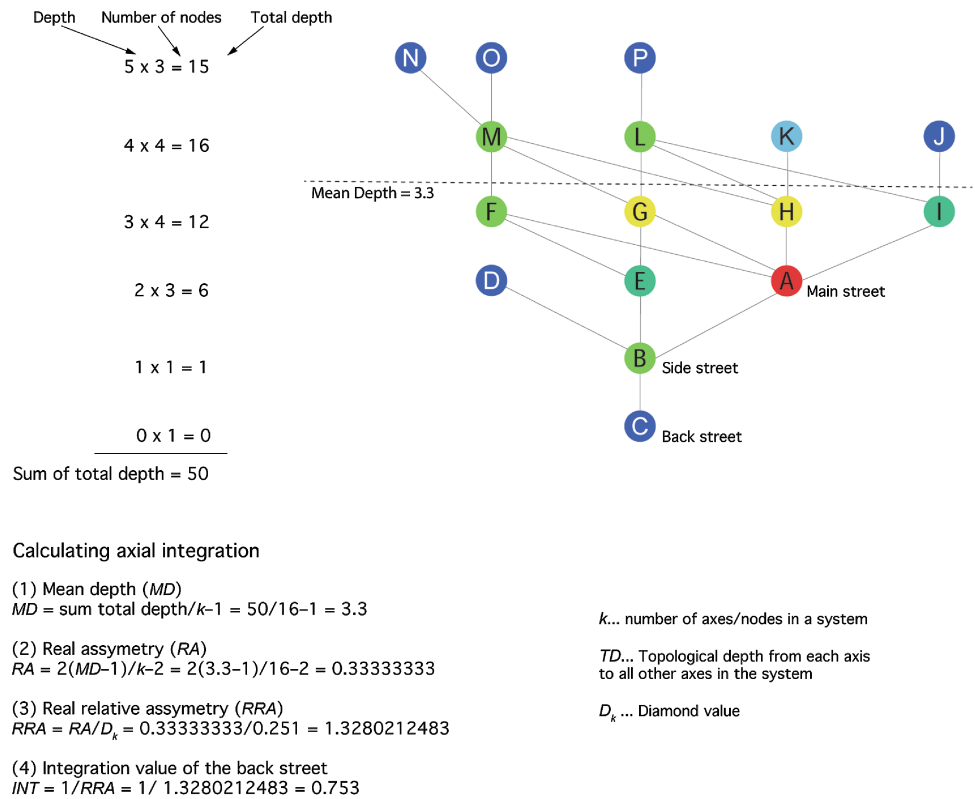 Depth Number of nodes Total depth
5 x 3 = 15
N O P
4 x 4 = 16
M L K J
Mean Depth = 3.3
3 x 4 = 12
F G H I
2 x 3 = 6
D E A Main street
1 x 1 = 1
B Side street
0 x 1 = 0
C Back street
Sum of total depth = 50
Calculating axial integration
(1) Mean depth (MD)
MD = sum total depth/k–1 = 50/16–1 = 3.3
(2) Real assymetry (RA)
RA = 2(MD–1)/k–2 = 2(3.3–1)/16–2 = 0.33333333
(3) Real relative assymetry (RRA)
RRA = RA/Dk = 0.33333333/0.251 = 1.3280212483
(4) Integration value of the back street
INT = 1/RRA = 1/ 1.3280212483 = 0.753
k... number of axes/nodes in a system
TD... Topological depth from each axis
to all other axes in the system
Dk ... Diamond value